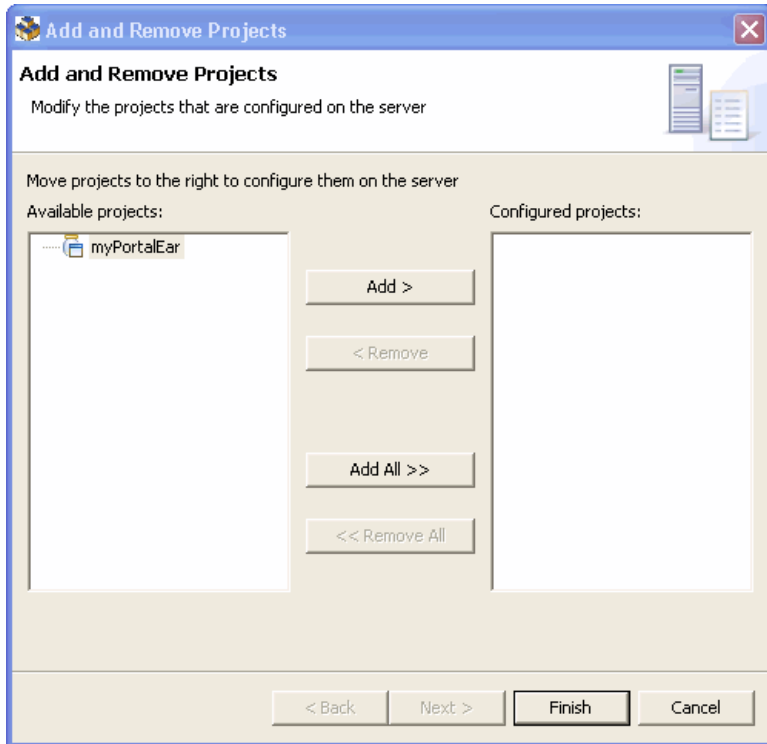 Add and Remove Projects
Add and Remove Projects
Modify the projects that are configured on the server
Move projects to the right to configure them on the server
Available projects:
Configured projects:
myPortalEar
Add >
< Remove
Add All >>
<< Remove All
< Back
Next >
Finish
Cancel